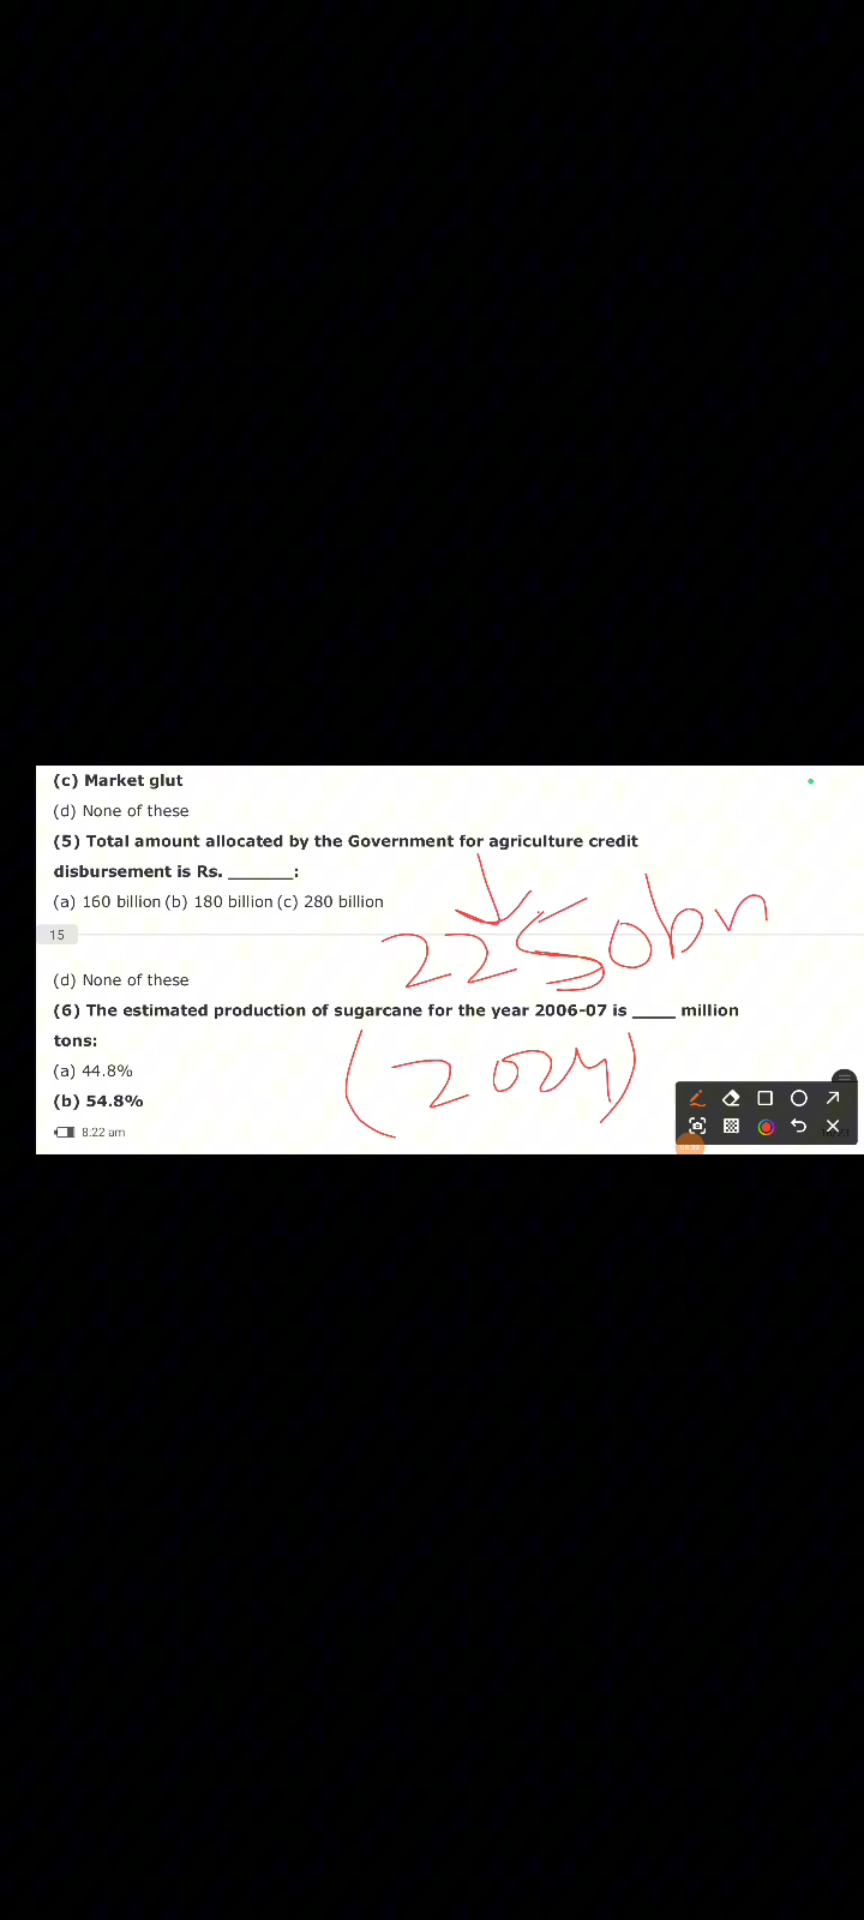 (c) Market glut
(d) None of these
(5) Total amount allocated by the Government for agriculture credit
disbursement is Rs. ______:
(a) 160 billion (b) 180 billion (c) 280 billion
15
2250bn
(d) None of these
(6) The estimated production of sugarcane for the year 2006-07 is ____ million
tons:
(a) 44.8%
(2024)
(b) 54.8%
8:22 am